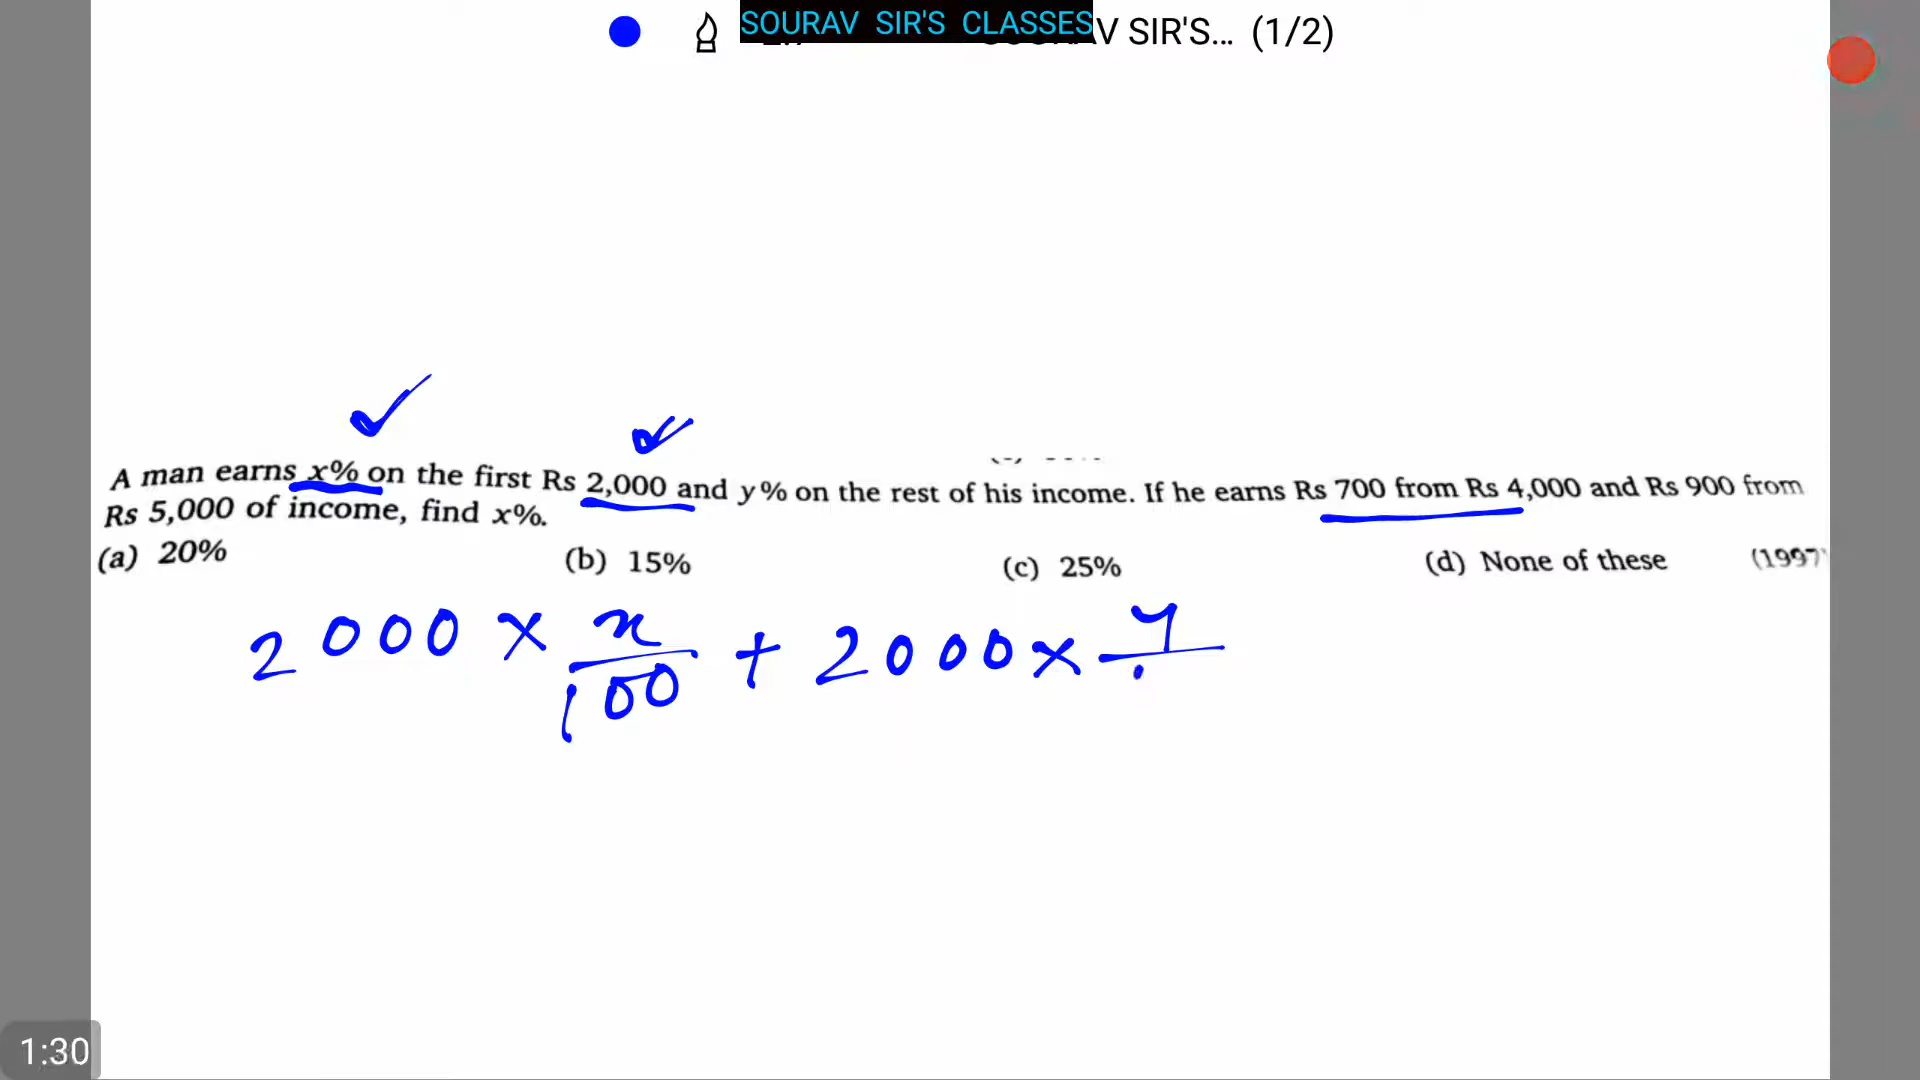 SOURAV SIR'S CLASSES
V SIR'S... (1/2)
A man earns x% on the first Rs 2,000 and y% on the rest of his income. If he earns Rs 700 from Rs 4,000 and Rs 900 from
Rs 5,000 of income, find x%.
(a) 20% (b) 15% (c) 25% (d) None of these (1997
2000 × x/100 + 2000 × y/
1:30